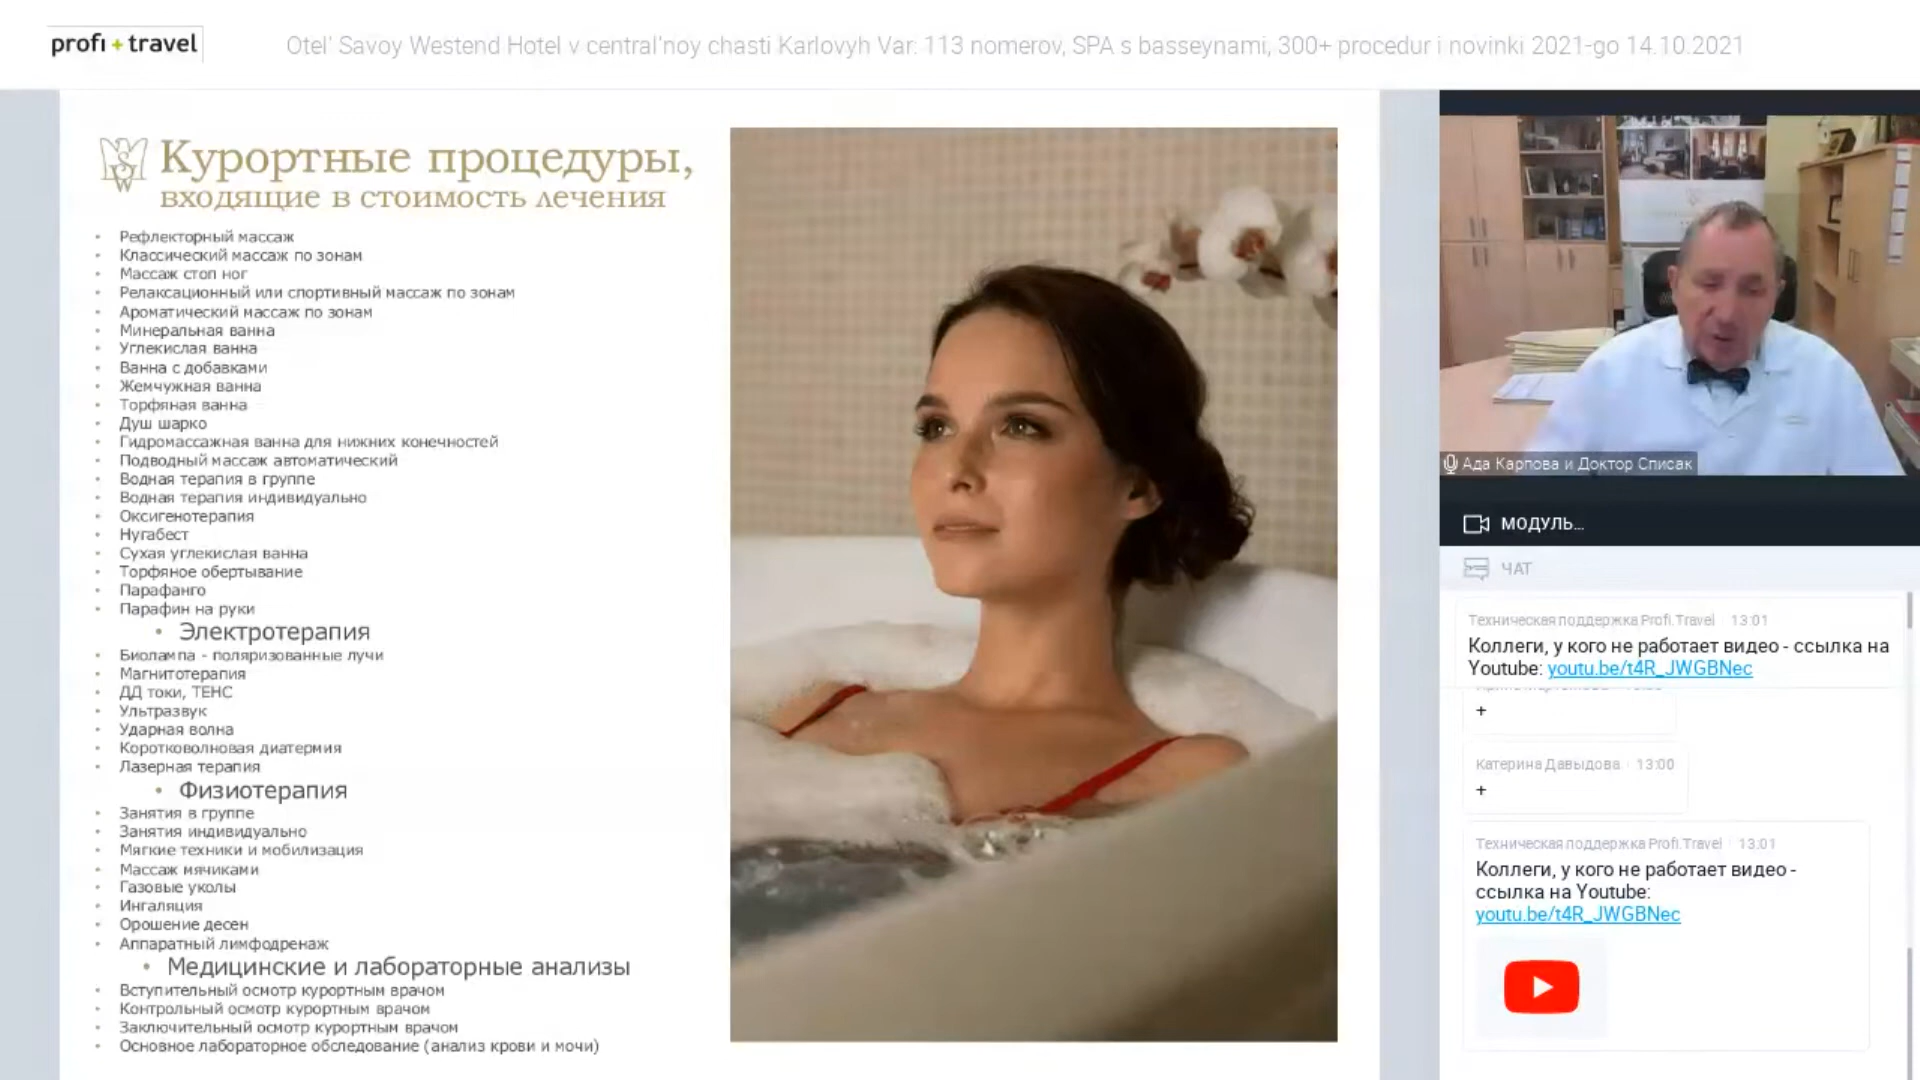 profi + travel
Otel' Savoy Westend Hotel v central'noy chasti Karlovyh Var: 113 nomerov, SPA s basseynami, 300+ procedur i novinki 2021-go 14.10.2021
Курортные процедуры,
входящие в стоимость лечения
• Рефлекторный массаж
• Классический массаж по зонам
• Массаж стоп ног
• Релаксационный или спортивный массаж по зонам
• Ароматический массаж по зонам
• Минеральная ванна
• Углекислая ванна
• Ванна с добавками
• Жемчужная ванна
• Торфяная ванна
• Душ шарко
• Гидромассажная ванна для нижних конечностей
• Подводный массаж автоматический
• Водная терапия в группе
• Водная терапия индивидуально
• Оксигенотерапия
• Нугабест
• Сухая углекислая ванна
• Торфяное обертывание
• Парафанго
• Парафин на руки
• Электротерапия
• Биолампа - поляризованные лучи
• Магнитотерапия
• ДД токи, ТЕНС
• Ультразвук
• Ударная волна
• Коротковолновая диатермия
• Лазерная терапия
• Физиотерапия
• Занятия в группе
• Занятия индивидуально
• Мягкие техники и мобилизация
• Массаж мячиками
• Газовые уколы
• Ингаляция
• Орошение десен
• Аппаратный лимфодренаж
• Медицинские и лабораторные анализы
• Вступительный осмотр курортным врачом
• Контрольный осмотр курортным врачом
• Заключительный осмотр курортным врачом
• Основное лабораторное обследование (анализ крови и мочи)
Ада Карпова и Доктор Списак
МОДУЛЬ...
ЧАТ
Техническая поддержка Profi.Travel 13:01
Коллеги, у кого не работает видео - ссылка на
Youtube: youtu.be/t4R_JWGBNec
+
Катерина Давыдова 13:00
+
Техническая поддержка Profi.Travel 13:01
Коллеги, у кого не работает видео -
ссылка на Youtube:
youtu.be/t4R_JWGBNec